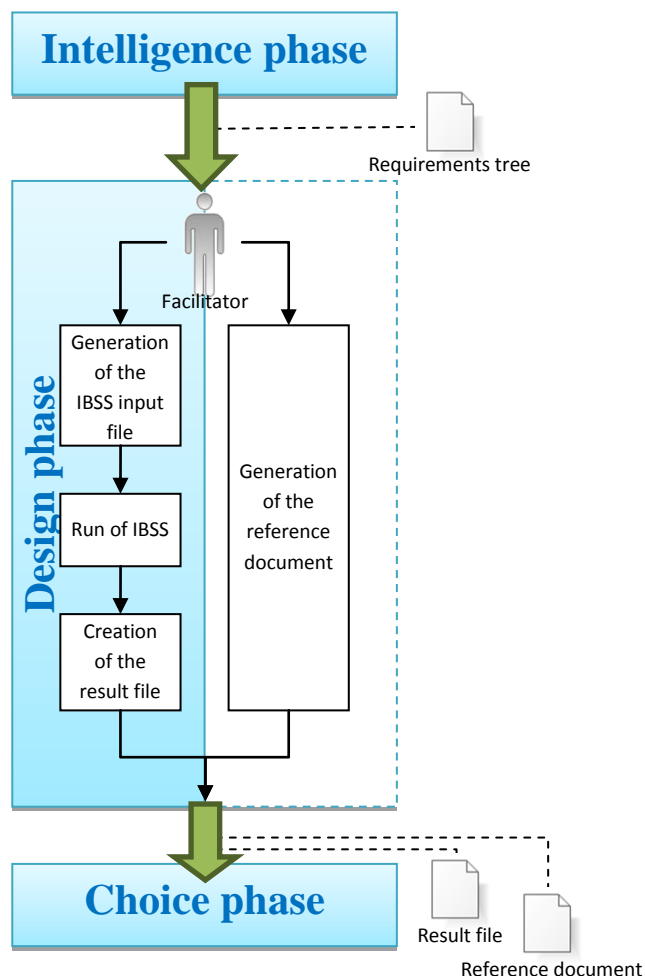 Intelligence phase
Requirements tree
Facilitator
Design phase
Generation
of the
IBSS input
file
Run of IBSS
Creation
of the
result file
Generation
of the
reference
document
Choice phase
Result file
Reference document